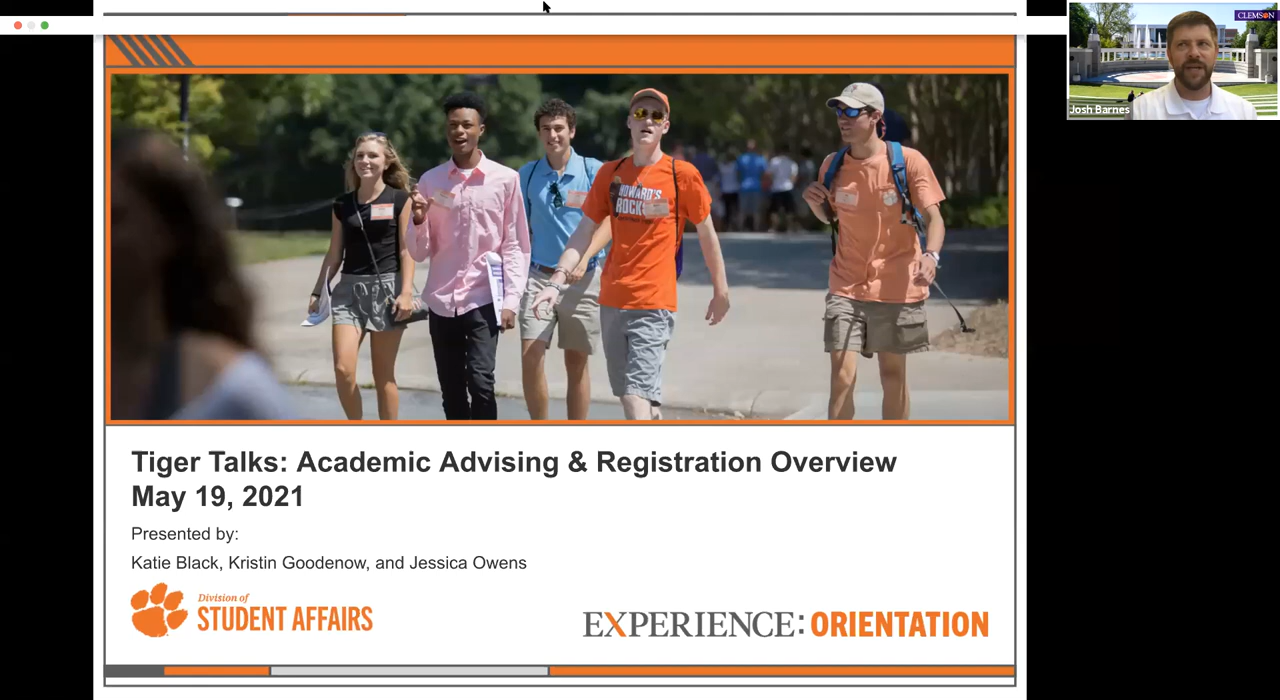 CLEMSON
Josh Barnes
HOWARD'S
ROCK
Tiger Talks: Academic Advising & Registration Overview
May 19, 2021
Presented by:
Katie Black, Kristin Goodenow, and Jessica Owens
Division of
STUDENT AFFAIRS
EXPERIENCE: ORIENTATION